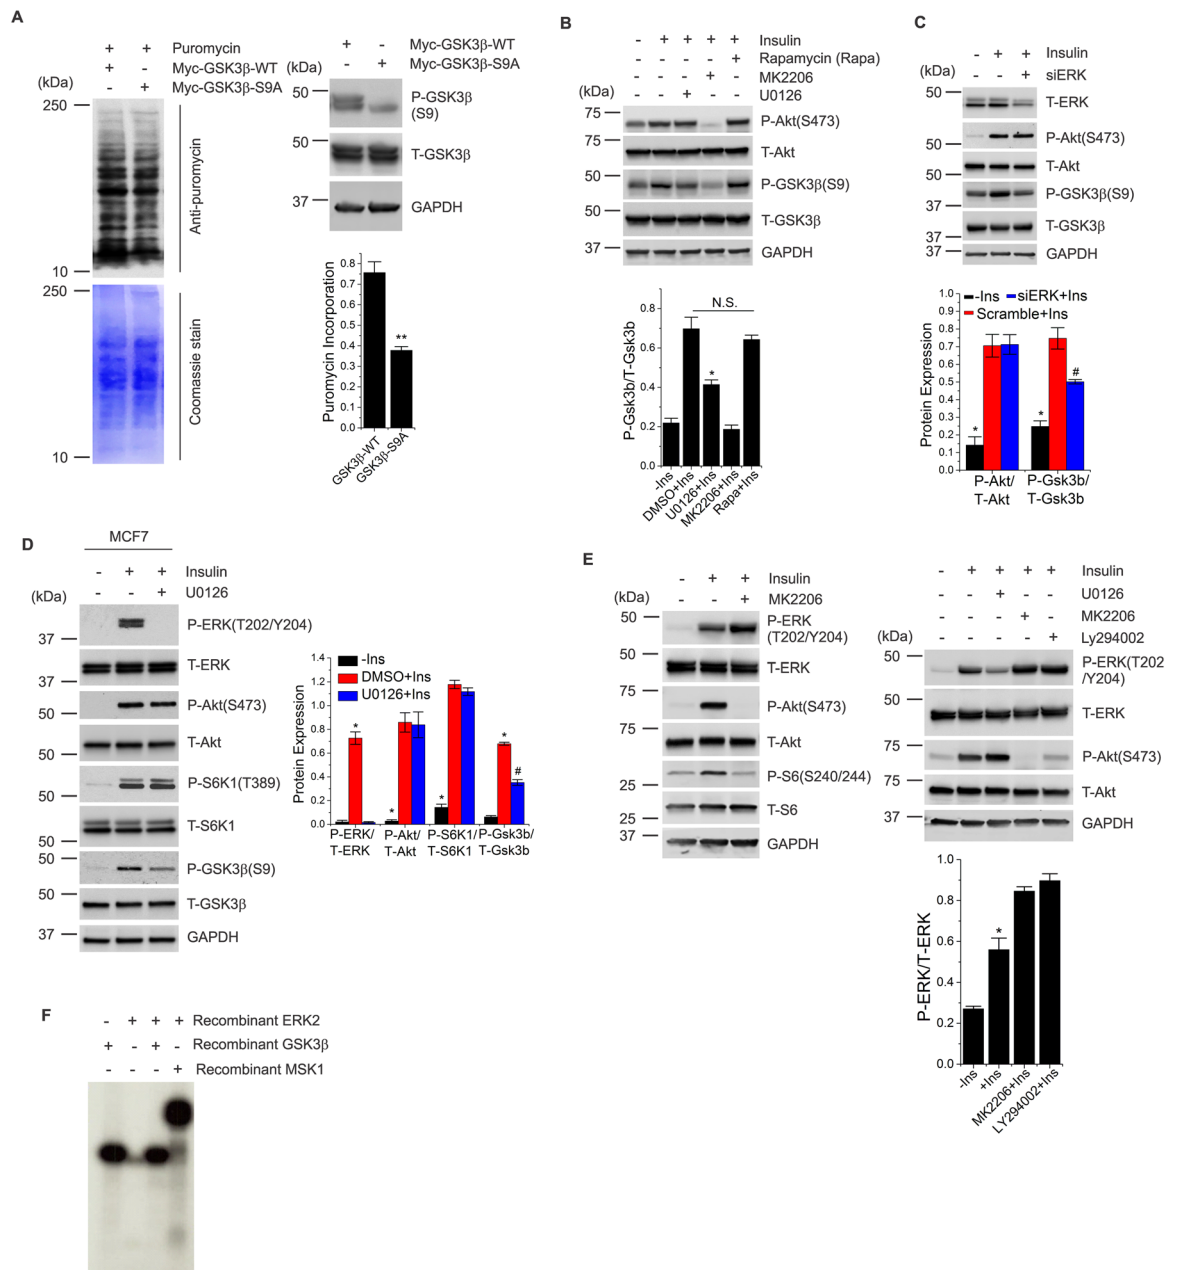 A
+ + Puromycin
(kDa) + - Myc-GSK3β-WT
- + Myc-GSK3β-S9A
250
10
Anti-puromycin
250
10
Coomassie stain
+ - Myc-GSK3β-WT
(kDa) - + Myc-GSK3β-S9A
50
P-GSK3β
(S9)
50
T-GSK3β
37
GAPDH
Puromycin Incorporation
0.8
0.7
0.6
0.5
0.4
0.3
0.2
0.1
0.0
**
GSK3β-WT
GSK3β-S9A
B
- + + + + Insulin
- - - - + Rapamycin (Rapa)
- - - + - MK2206
- - + - - U0126
(kDa)
75
P-Akt(S473)
75
T-Akt
50
P-GSK3β(S9)
50
T-GSK3β
37
GAPDH
P-Gsk3b/T-Gsk3b
0.8
0.6
0.4
0.2
0.0
N.S.
*
-Ins
DMSO+Ins
U0126+Ins
MK2206+Ins
Rapa+Ins
C
- + + Insulin
- - + siERK
(kDa)
50
T-ERK
75
P-Akt(S473)
T-Akt
50
P-GSK3β(S9)
37
T-GSK3β
37
37
GAPDH
Protein Expression
1.0
0.9
0.8
0.7
0.6
0.5
0.4
0.3
0.2
0.1
0.0
-Ins siERK+Ins
Scramble+Ins
* * #
P-Akt/ P-Gsk3b/
T-Akt T-Gsk3b
D
MCF7
- + + Insulin
- - + U0126
(kDa)
P-ERK(T202/Y204)
37
T-ERK
37
P-Akt(S473)
50
T-Akt
50
P-S6K1(T389)
50
T-S6K1
50
P-GSK3β(S9)
50
T-GSK3β
37
GAPDH
Protein Expression
1.4
1.2
1.0
0.8
0.6
0.4
0.2
0.0
-Ins
DMSO+Ins
U0126+Ins
* * * * #
P-ERK/ P-Akt/ P-S6K1/ P-Gsk3b/
T-ERK T-Akt T-S6K1 T-Gsk3b
E
- + + Insulin
(kDa) - - + MK2206
50
P-ERK
(T202/Y204)
50
T-ERK
75
P-Akt(S473)
75
T-Akt
25
P-S6(S240/244)
25
T-S6
37
GAPDH
- + + + + Insulin
- - + - - U0126
- - - + - MK2206
(kDa) - - - - + Ly294002
50
P-ERK(T202
/Y204)
50
T-ERK
75
P-Akt(S473)
75
T-Akt
37
GAPDH
P-ERK/T-ERK
1.0
0.8
0.6
0.4
0.2
0.0
*
-Ins
+Ins
MK2206+Ins
LY294002+Ins
F
- + + + Recombinant ERK2
+ - + - Recombinant GSK3β
- - - + Recombinant MSK1